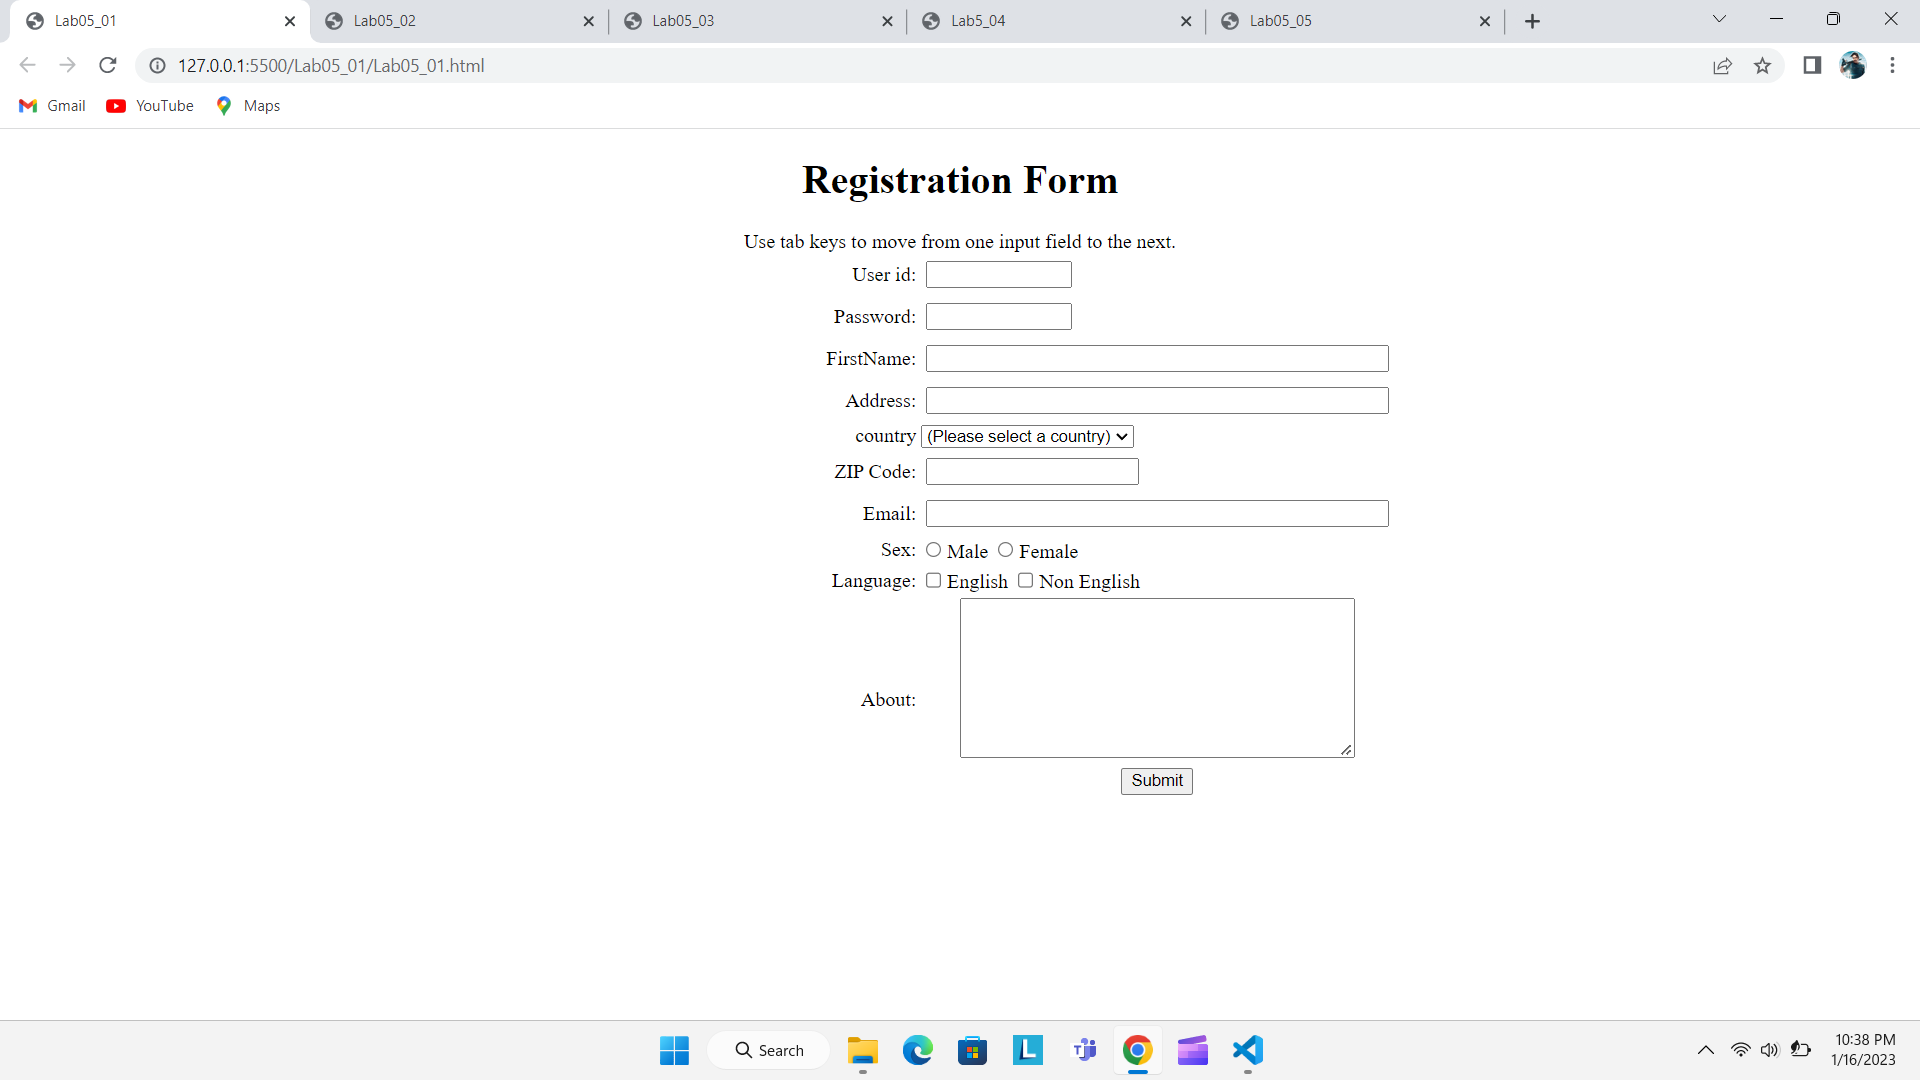 Lab05_01
Lab05_02
Lab05_03
Lab5_04
Lab05_05
127.0.0.1:5500/Lab05_01/Lab05_01.html
Gmail YouTube Maps
Registration Form
Use tab keys to move from one input field to the next.
User id:
Password:
FirstName:
Address:
country (Please select a country)
ZIP Code:
Email:
Sex: Male Female
Language: English Non English
About:
Submit
Search
10:38 PM
1/16/2023